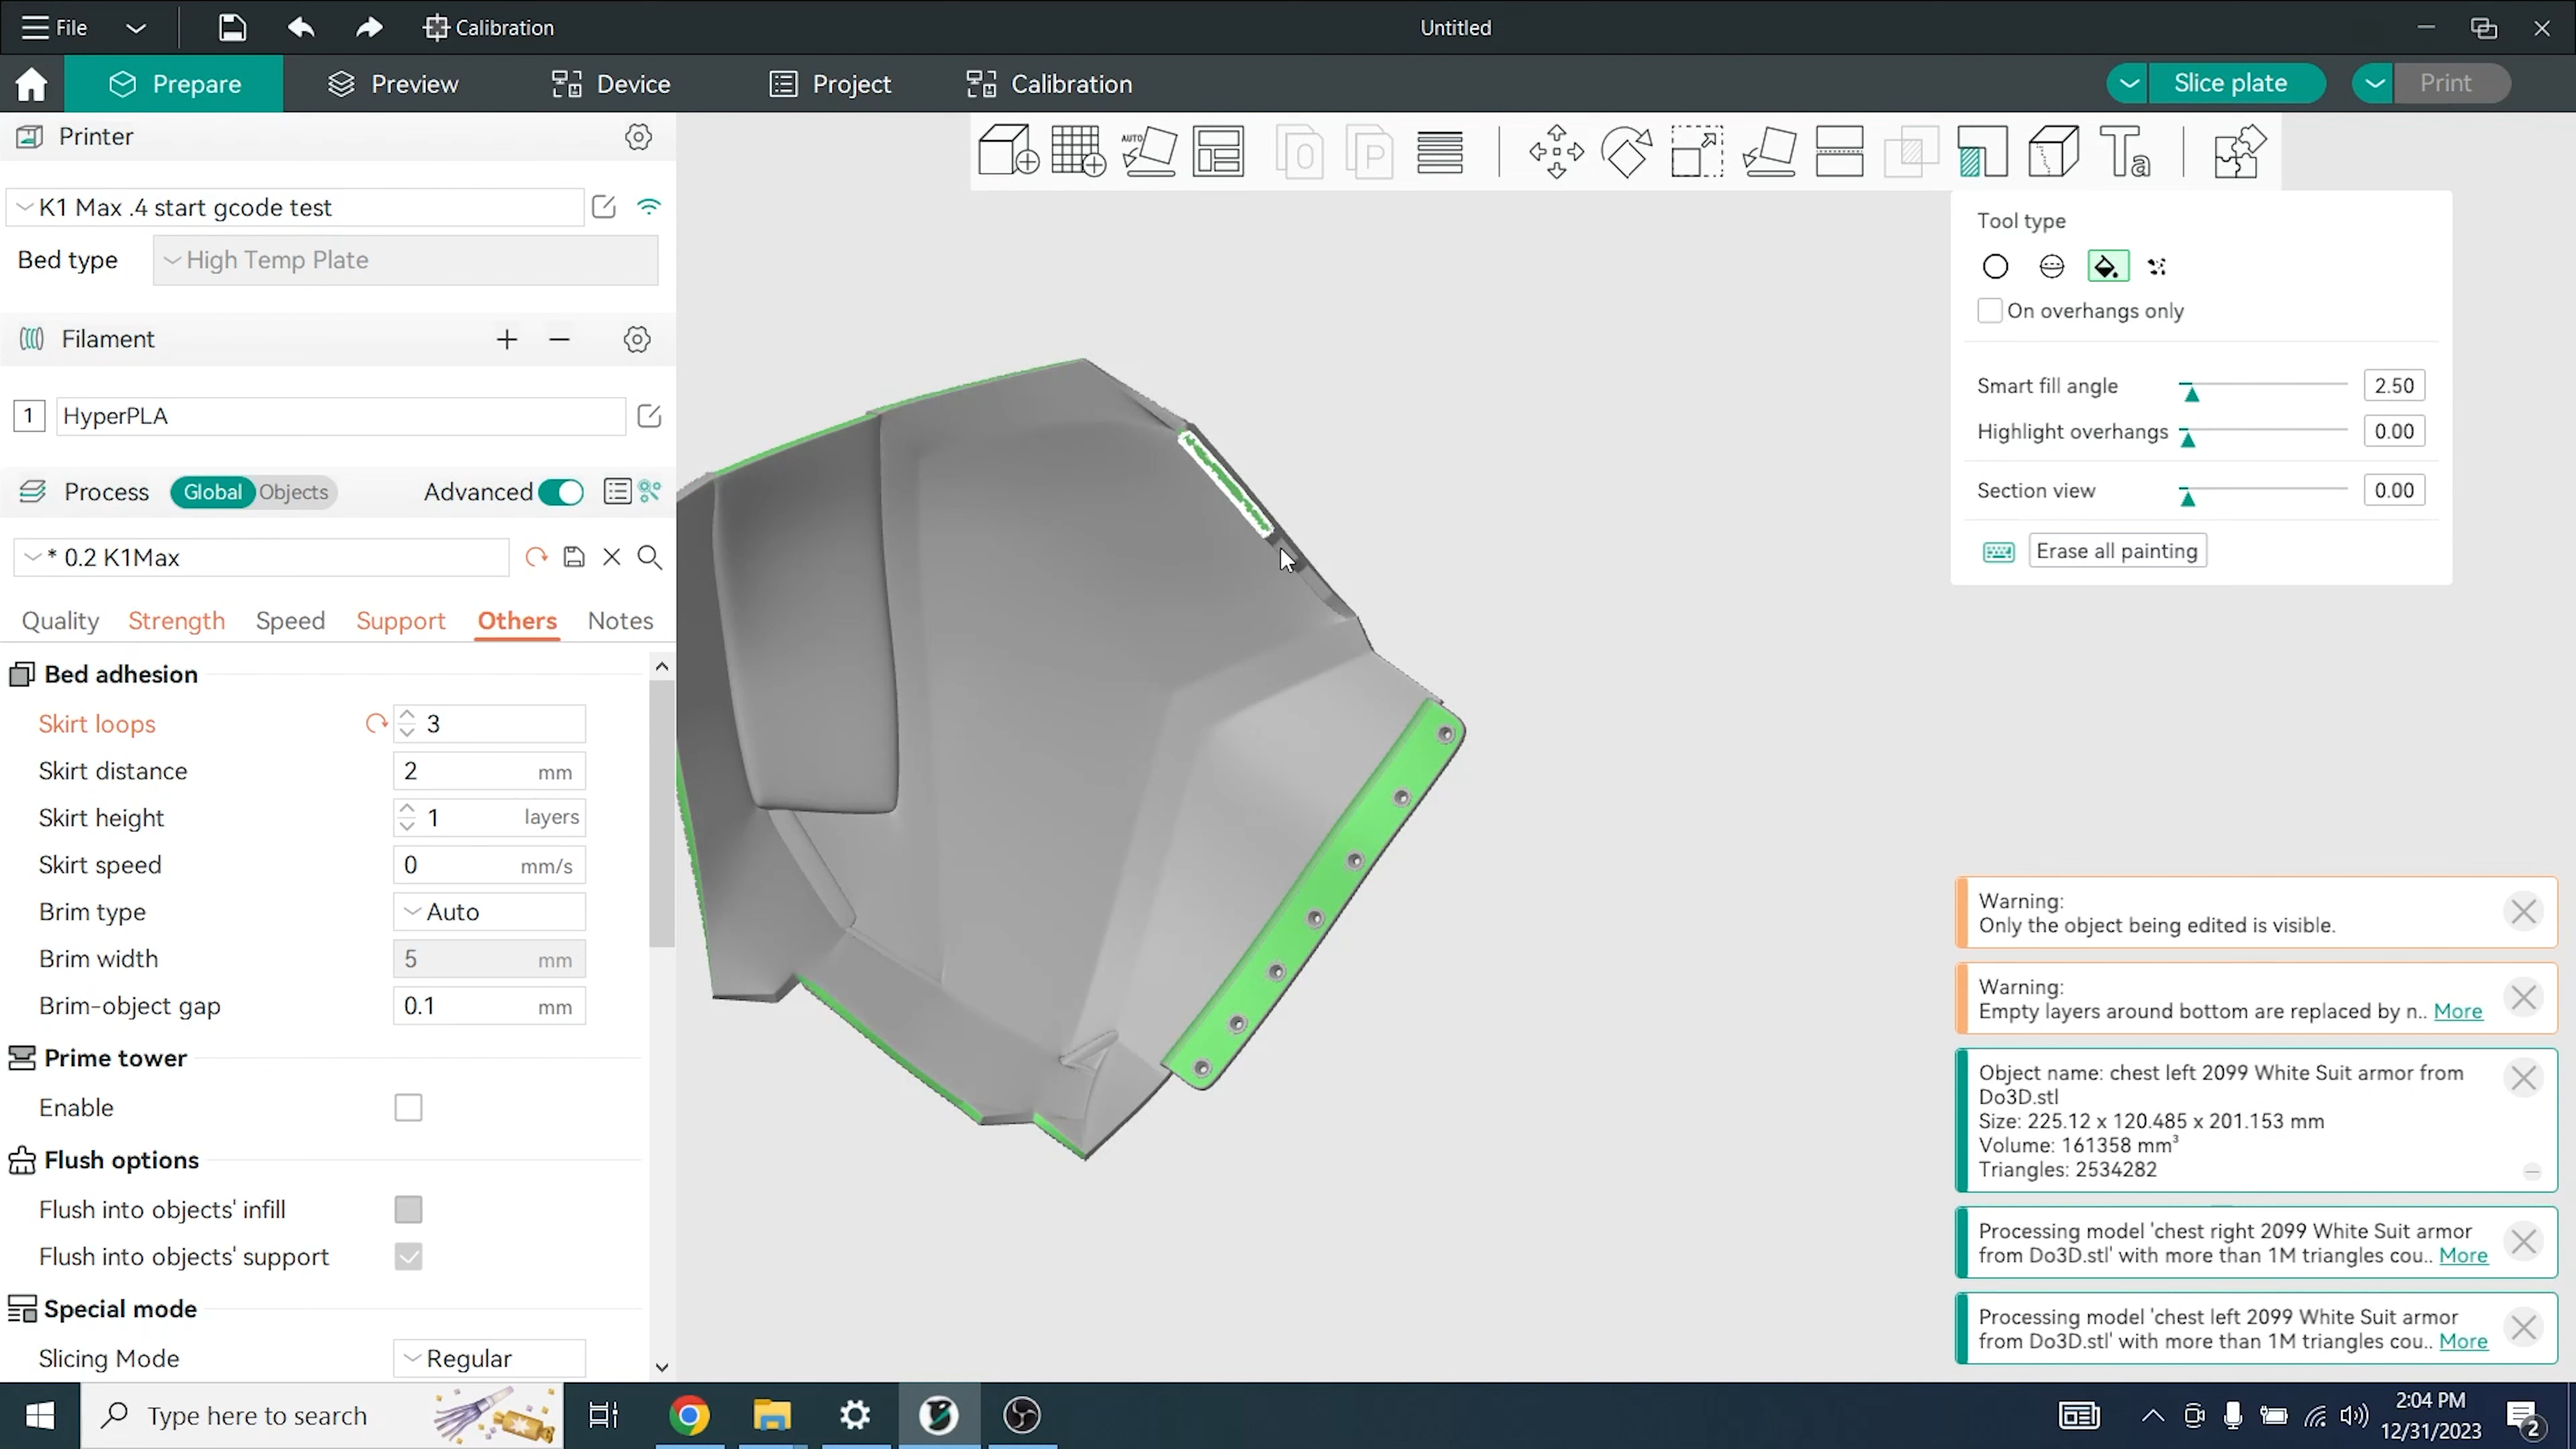 File
Calibration
Untitled
Prepare
Preview
Device
Project
Calibration
Slice plate
Print
Printer
K1 Max .4 start gcode test
Bed type
High Temp Plate
Filament
1
HyperPLA
Process
Global
Objects
Advanced
* 0.2 K1Max
Quality
Strength
Speed
Support
Others
Notes
Bed adhesion
Skirt loops
3
Skirt distance
2 mm
Skirt height
1 layers
Skirt speed
0 mm/s
Brim type
Auto
Brim width
5 mm
Brim-object gap
0.1 mm
Prime tower
Enable
Flush options
Flush into objects' infill
Flush into objects' support
Special mode
Slicing Mode
Regular
AUTO
O
P
Ta
Tool type
On overhangs only
Smart fill angle
2.50
Highlight overhangs
0.00
Section view
0.00
Erase all painting
Warning:
Only the object being edited is visible.
Warning:
Empty layers around bottom are replaced by n.. More
Object name: chest left 2099 White Suit armor from
Do3D.stl
Size: 225.12 x 120.485 x 201.153 mm
Volume: 161358 mm³
Triangles: 2534282
Processing model 'chest right 2099 White Suit armor
from Do3D.stl' with more than 1M triangles cou.. More
Processing model 'chest left 2099 White Suit armor
from Do3D.stl' with more than 1M triangles cou.. More
Type here to search
2:04 PM
12/31/2023
2